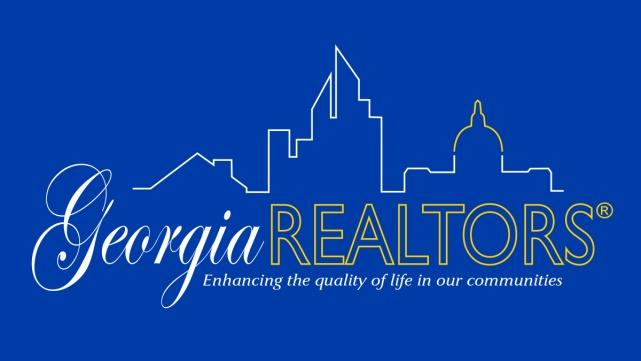 Georgia REALTORS®
Enhancing the quality of life in our communities